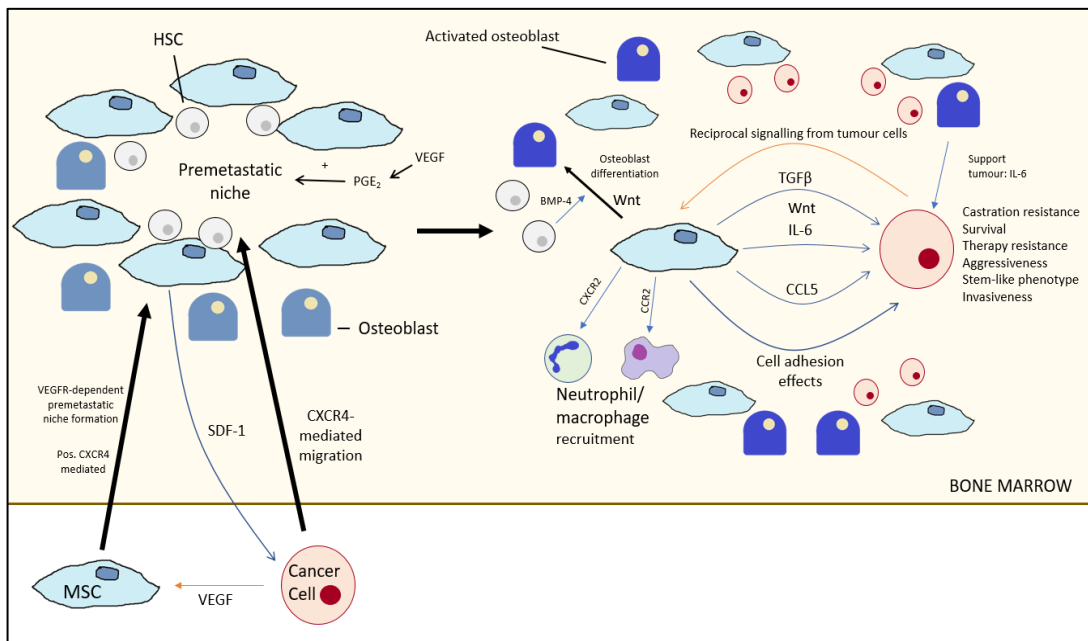 HSC
Premetastatic
niche
+
PGE₂
VEGF
Osteoblast
VEGFR-dependent
premetastatic
niche formation
Pos. CXCR4
mediated
SDF-1
CXCR4-
mediated
migration
MSC
VEGF
Cancer
Cell
Activated osteoblast
Osteoblast
differentiation
BMP-4
Wnt
Reciprocal signalling from tumour cells
TGFβ
Wnt
IL-6
CCL5
Cell adhesion
effects
CXCR2
CCR2
Neutrophil/
macrophage
recruitment
Support
tumour: IL-6
Castration resistance
Survival
Therapy resistance
Aggressiveness
Stem-like phenotype
Invasiveness
BONE MARROW